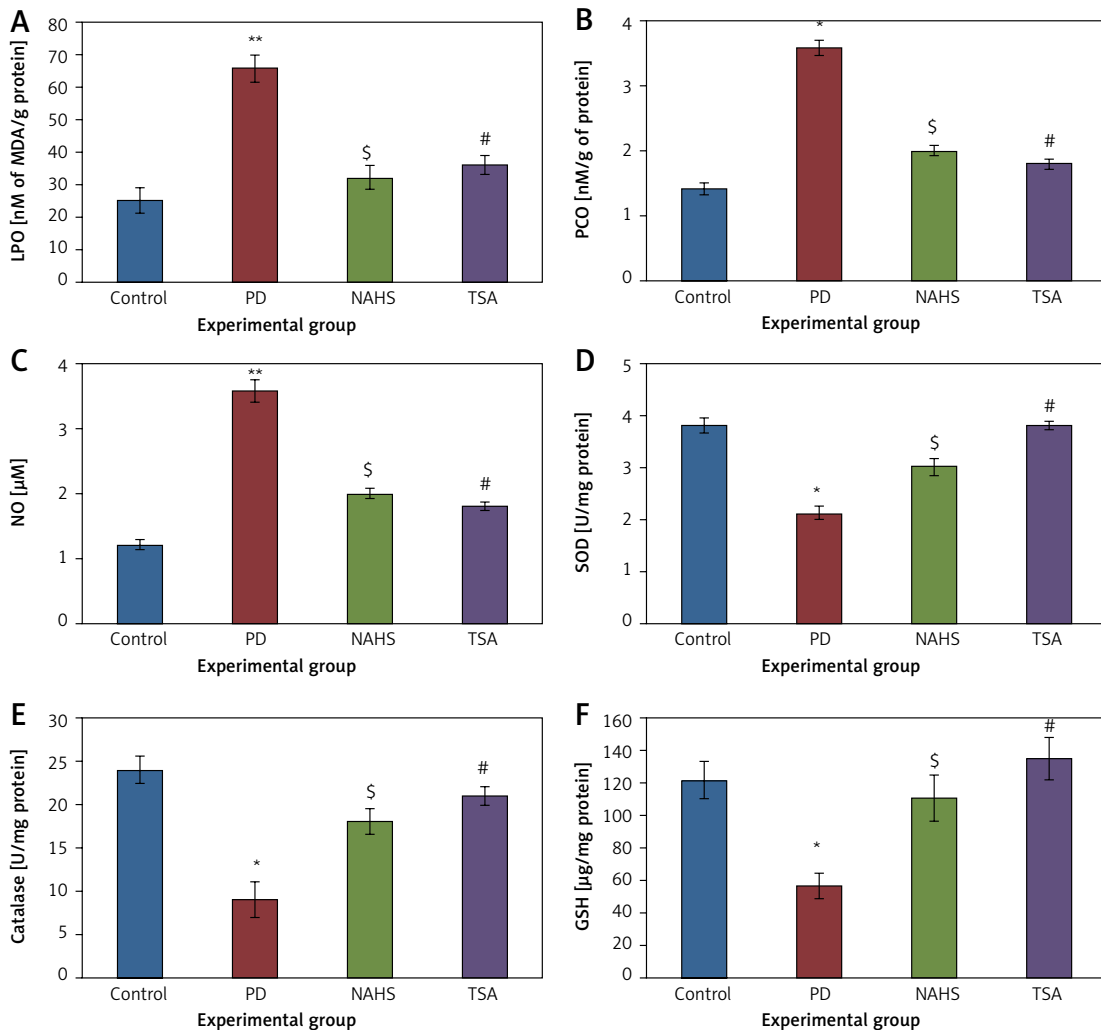 A
LPO [nM of MDA/g protein]
80
70
60
50
40
30
20
10
0
**
$
#
Control PD NAHS TSA
Experimental group
B
PCO [nM/g of protein]
4
3
2
1
0
*
$
#
Control PD NAHS TSA
Experimental group
C
NO [µM]
4
3
2
1
0
**
$
#
Control PD NAHS TSA
Experimental group
D
SOD [U/mg protein]
5
4
3
2
1
0
*
$
#
Control PD NAHS TSA
Experimental group
E
Catalase [U/mg protein]
30
25
20
15
10
5
0
*
$
#
Control PD NAHS TSA
Experimental group
F
GSH [µg/mg protein]
160
140
120
100
80
60
40
20
0
*
$
#
Control PD NAHS TSA
Experimental group